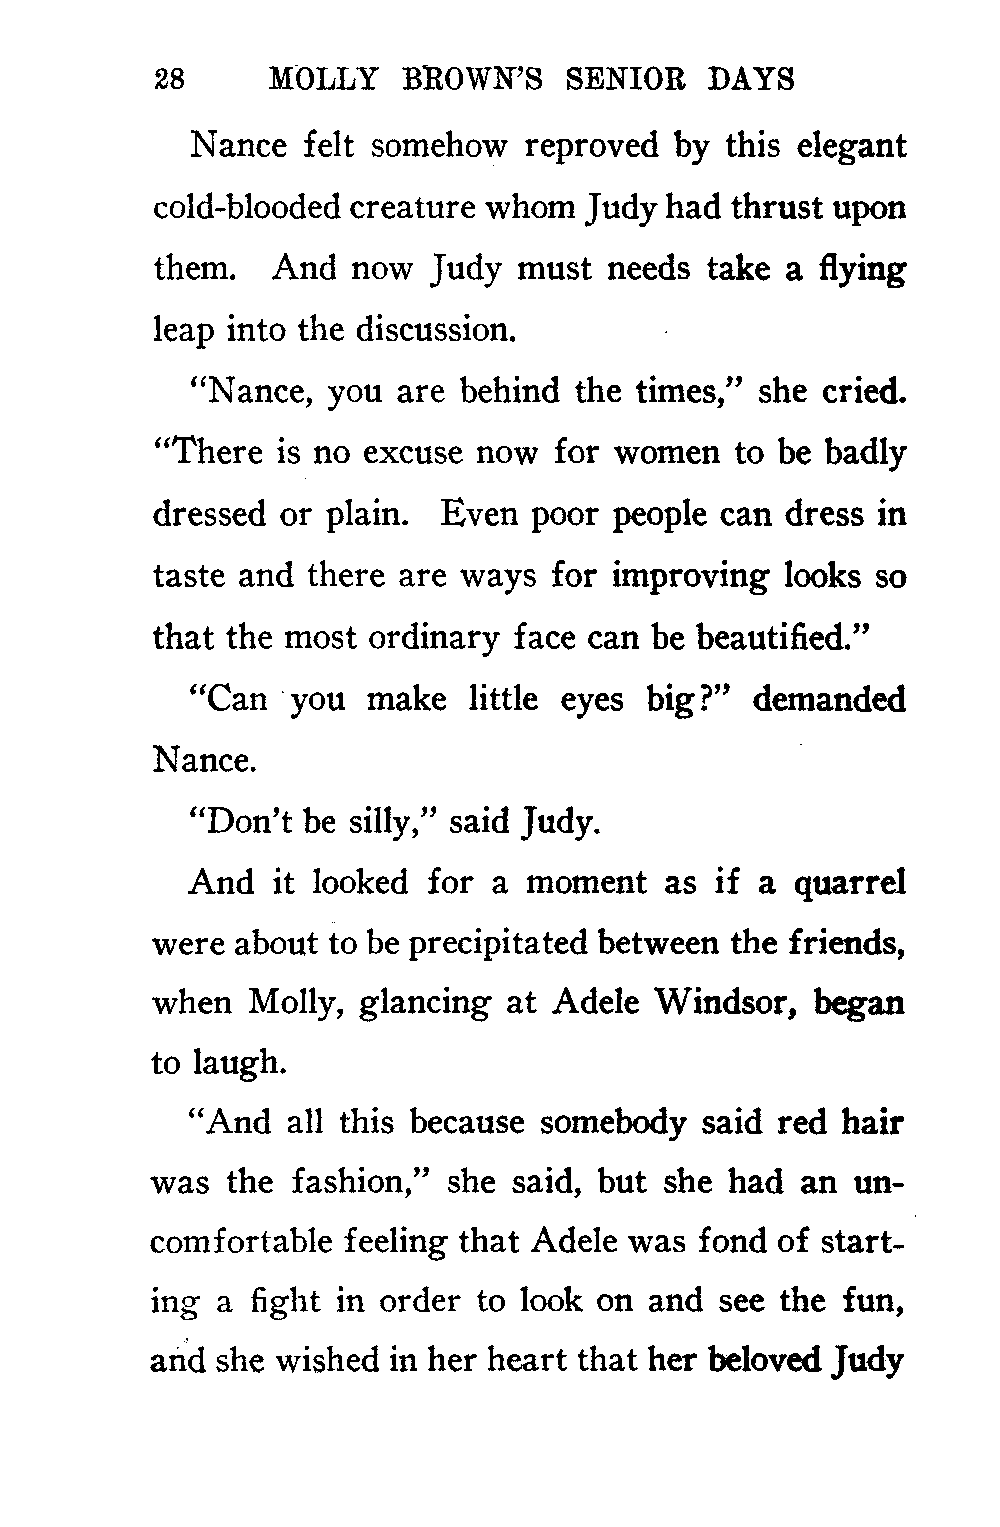 28 MOLLY BROWN'S SENIOR DAYS
Nance felt somehow reproved by this elegant
cold-blooded creature whom Judy had thrust upon
them. And now Judy must needs take a flying
leap into the discussion.
“Nance, you are behind the times,” she cried.
“There is no excuse now for women to be badly
dressed or plain. Even poor people can dress in
taste and there are ways for improving looks so
that the most ordinary face can be beautified.”
“Can you make little eyes big?” demanded
Nance.
“Don't be silly,” said Judy.
And it looked for a moment as if a quarrel
were about to be precipitated between the friends,
when Molly, glancing at Adele Windsor, began
to laugh.
“And all this because somebody said red hair
was the fashion,” she said, but she had an un-
comfortable feeling that Adele was fond of start-
ing a fight in order to look on and see the fun,
and she wished in her heart that her beloved Judy